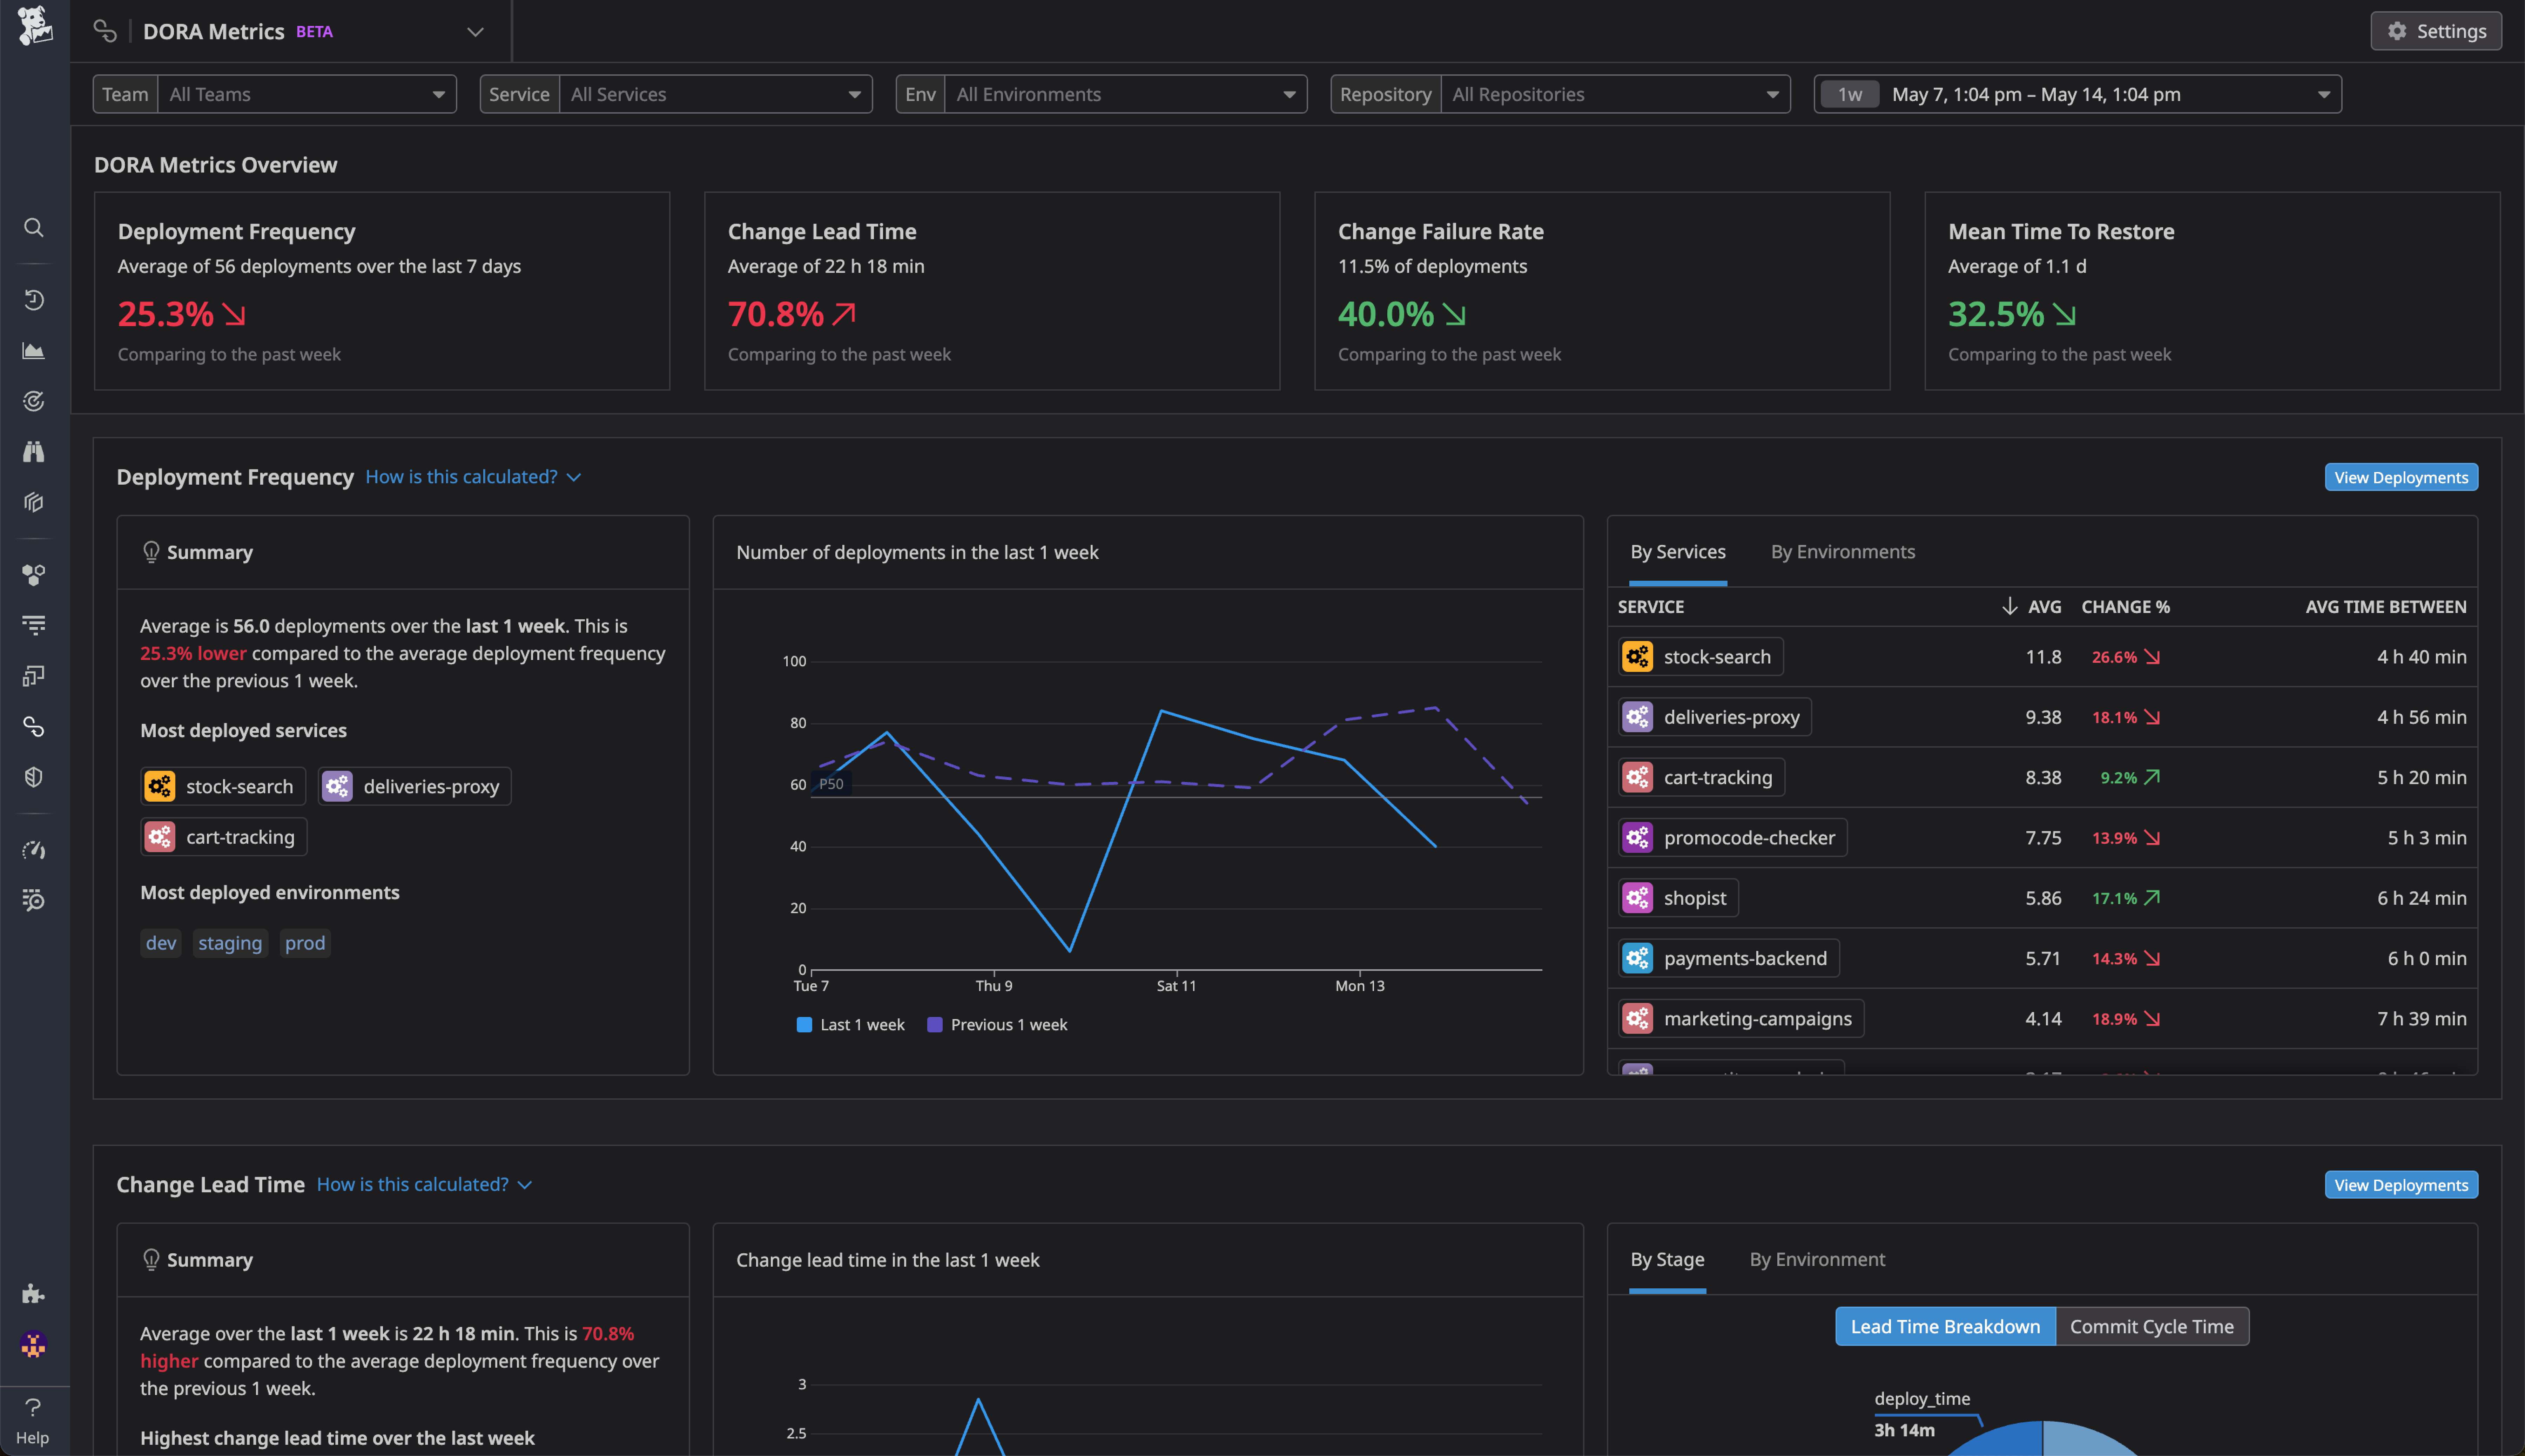 DORA Metrics BETA
Settings
Team All Teams
Service All Services
Env All Environments
Repository All Repositories
1w May 7, 1:04 pm – May 14, 1:04 pm
DORA Metrics Overview
Deployment Frequency
Average of 56 deployments over the last 7 days
25.3%
Comparing to the past week
Change Lead Time
Average of 22 h 18 min
70.8%
Comparing to the past week
Change Failure Rate
11.5% of deployments
40.0%
Comparing to the past week
Mean Time To Restore
Average of 1.1 d
32.5%
Comparing to the past week
Deployment Frequency How is this calculated?
View Deployments
Summary
Average is 56.0 deployments over the last 1 week. This is
25.3% lower compared to the average deployment frequency
over the previous 1 week.
Most deployed services
stock-search deliveries-proxy
cart-tracking
Most deployed environments
dev staging prod
Number of deployments in the last 1 week
100
80
60
P50
40
20
0
Tue 7 Thu 9 Sat 11 Mon 13
Last 1 week Previous 1 week
By Services By Environments
SERVICE AVG CHANGE % AVG TIME BETWEEN
stock-search 11.8 26.6% 4 h 40 min
deliveries-proxy 9.38 18.1% 4 h 56 min
cart-tracking 8.38 9.2% 5 h 20 min
promocode-checker 7.75 13.9% 5 h 3 min
shopist 5.86 17.1% 6 h 24 min
payments-backend 5.71 14.3% 6 h 0 min
marketing-campaigns 4.14 18.9% 7 h 39 min
Change Lead Time How is this calculated?
View Deployments
Summary
Average over the last 1 week is 22 h 18 min. This is 70.8%
higher compared to the average deployment frequency over
the previous 1 week.
Highest change lead time over the last week
Change lead time in the last 1 week
3
2.5
By Stage By Environment
Lead Time Breakdown Commit Cycle Time
deploy_time
3h 14m
?
Help